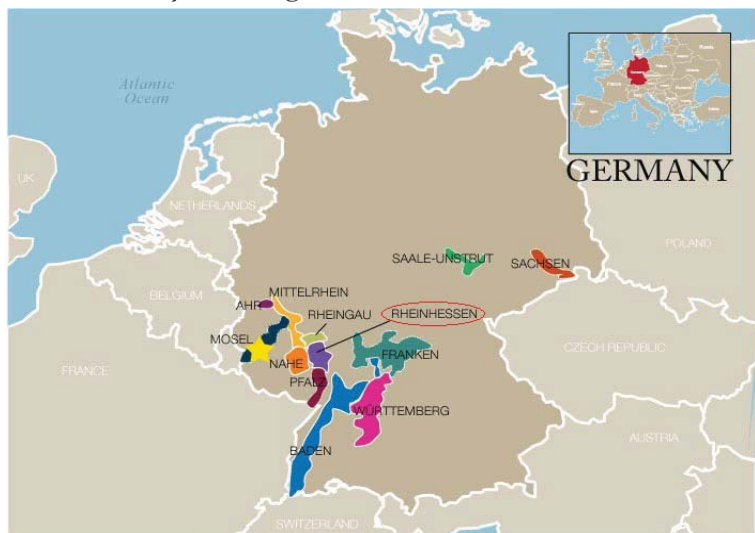 Atlantic
Ocean
GERMANY
UK
NETHERLANDS
POLAND
SAALE-UNSTRUT
SACHSEN
BELGIUM
MITTELRHEIN
AHR
RHEINGAU
RHEINHESSEN
MOSEL
NAHE
FRANKEN
CZECH REPUBLIC
FRANCE
PFALZ
WÜRTTEMBERG
BADEN
AUSTRIA
SWITZERLAND